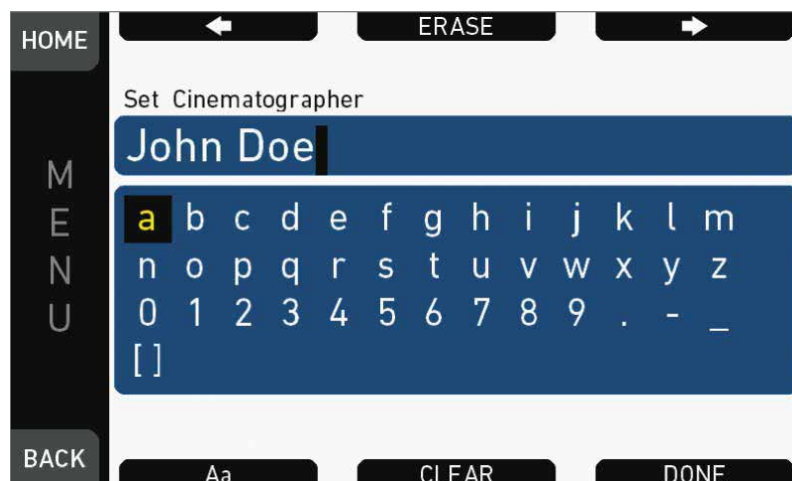 HOME
ERASE
Set Cinematographer
John Doe
MENU
a b c d e f g h i j k l m
n o p q r s t u v w x y z
0 1 2 3 4 5 6 7 8 9 . - _
[ ]
BACK
Aa
CLEAR
DONE